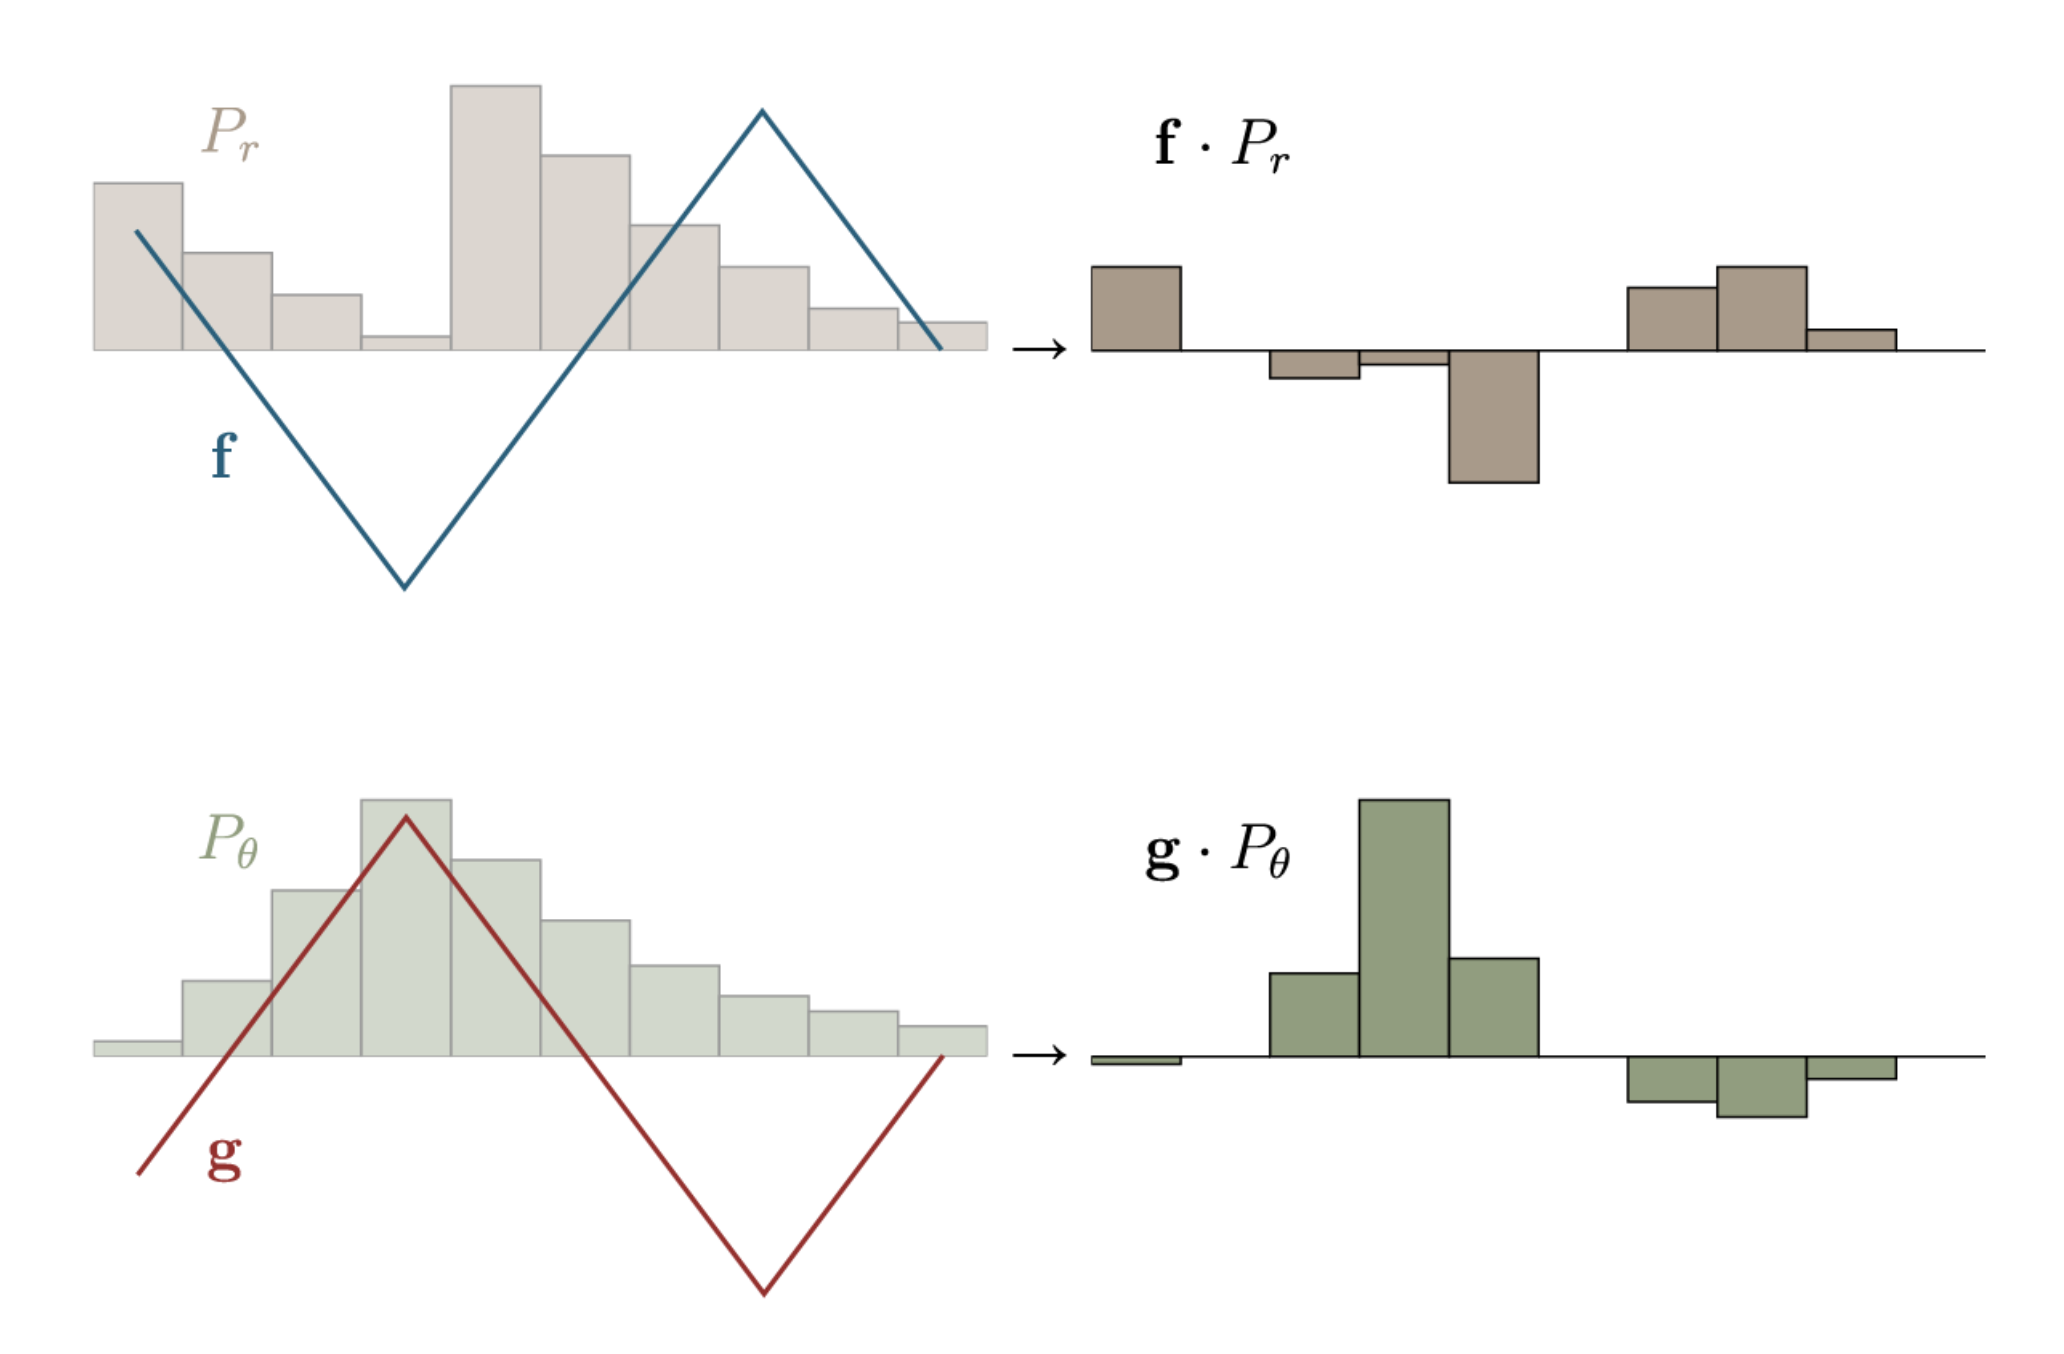 P_r
f · P_r
f
P_θ
g · P_θ
g